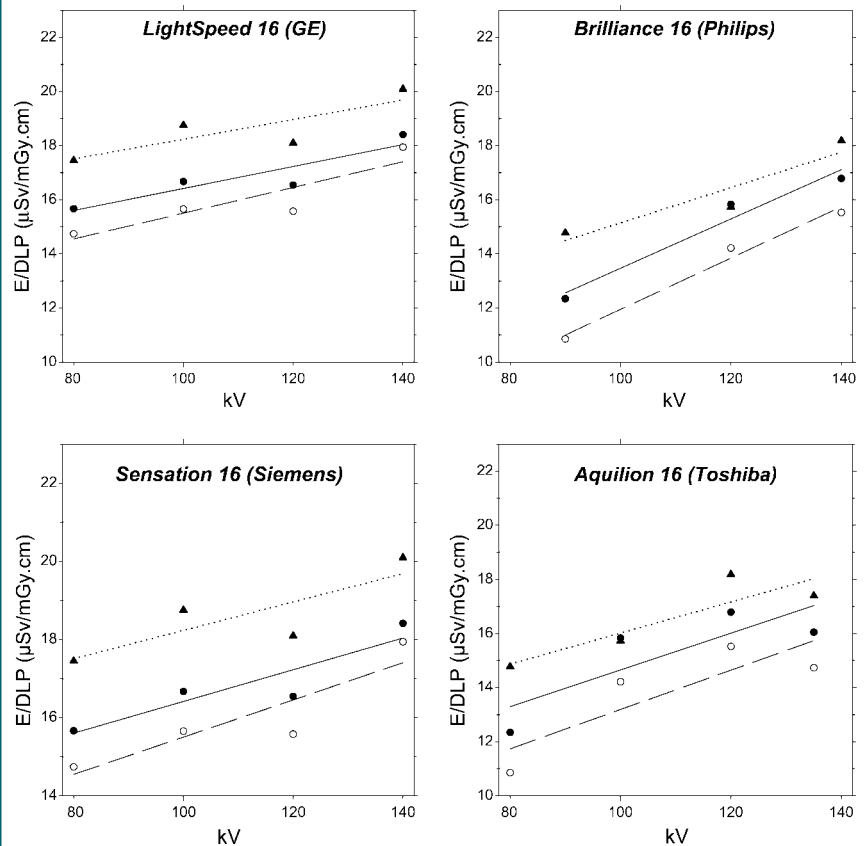 LightSpeed 16 (GE)
22
20
18
16
14
12
10
E/DLP (µSv/mGy.cm)
80 100 120 140
kV
Brilliance 16 (Philips)
22
20
18
16
14
12
10
E/DLP (µSv/mGy.cm)
80 100 120 140
kV
Sensation 16 (Siemens)
22
20
18
16
14
E/DLP (µSv/mGy.cm)
80 100 120 140
kV
Aquilion 16 (Toshiba)
22
20
18
16
14
12
10
E/DLP (µSv/mGy.cm)
80 100 120 140
kV